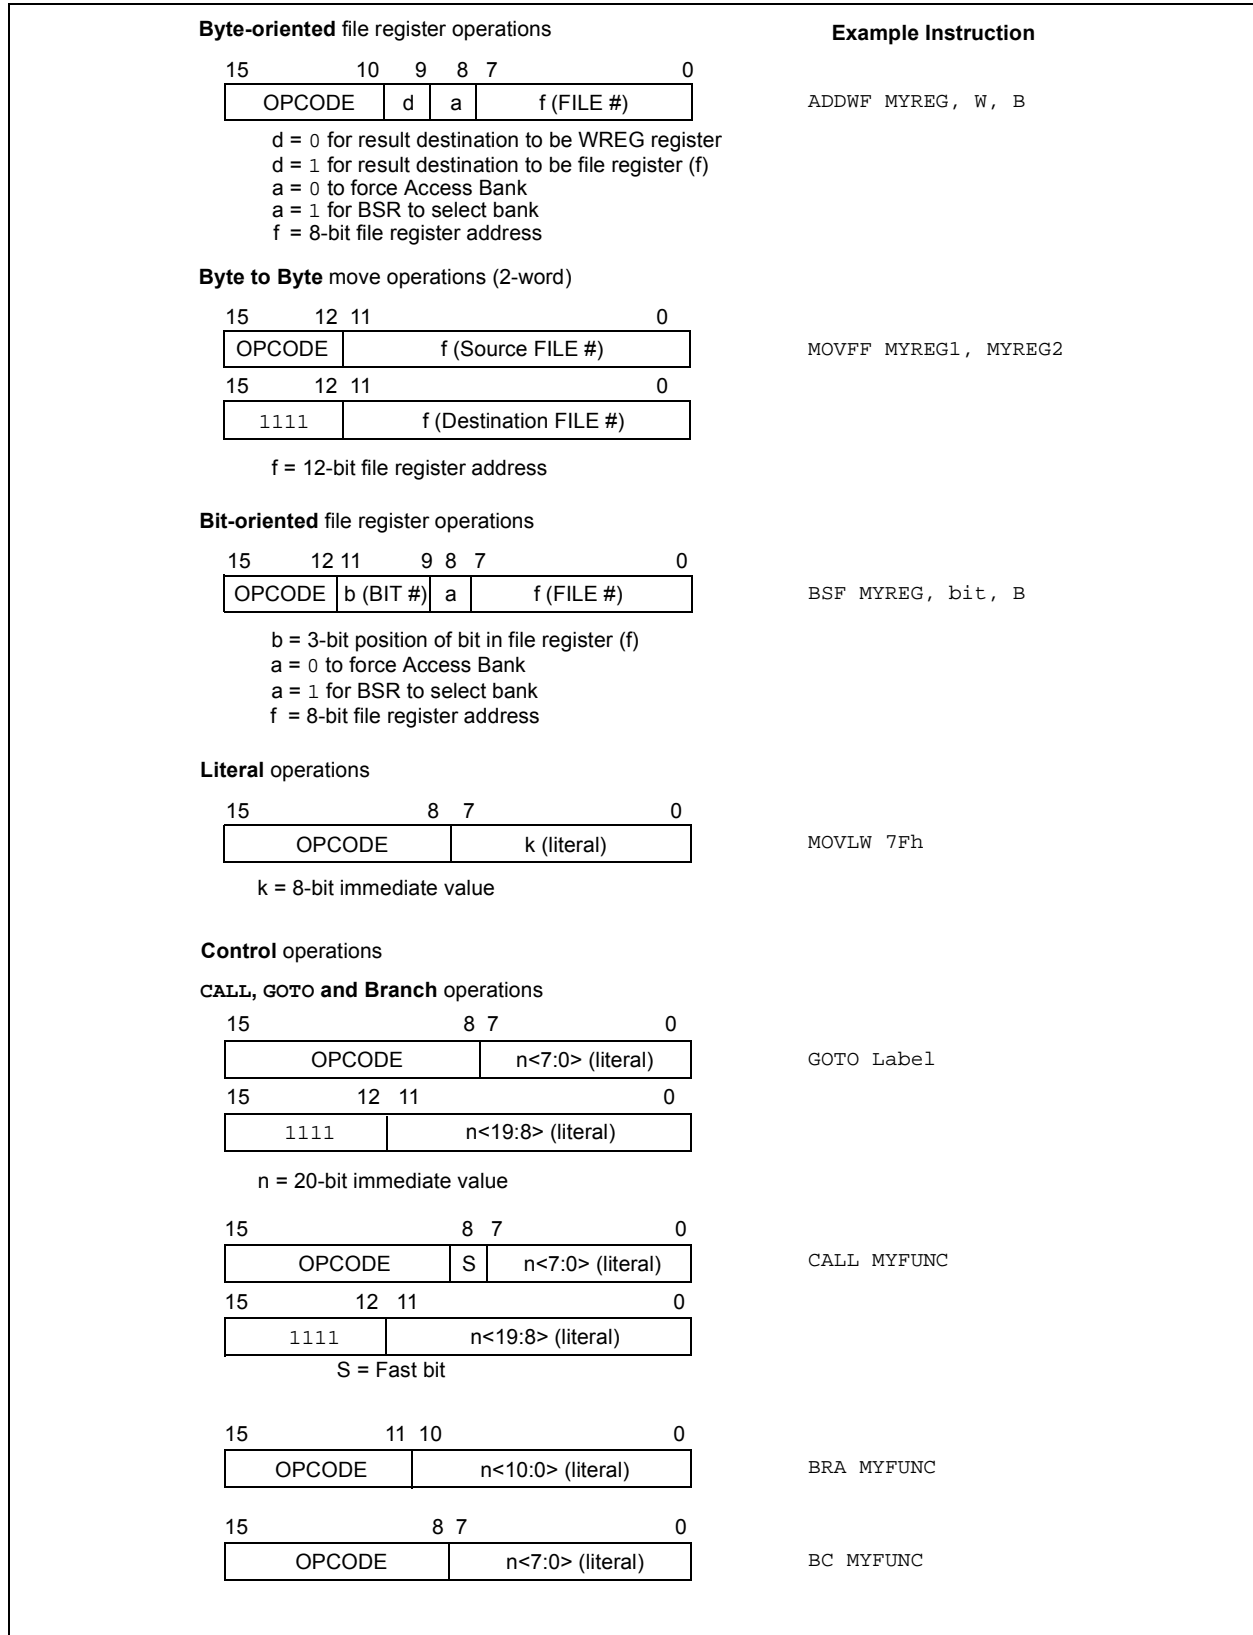 Byte-oriented file register operations Example Instruction
15 10 9 8 7 0
OPCODE d a f (FILE #) ADDWF MYREG, W, B
d = 0 for result destination to be WREG register
d = 1 for result destination to be file register (f)
a = 0 to force Access Bank
a = 1 for BSR to select bank
f = 8-bit file register address
Byte to Byte move operations (2-word)
15 12 11 0
OPCODE f (Source FILE #) MOVFF MYREG1, MYREG2
15 12 11 0
1111 f (Destination FILE #)
f = 12-bit file register address
Bit-oriented file register operations
15 12 11 9 8 7 0
OPCODE b (BIT #) a f (FILE #) BSF MYREG, bit, B
b = 3-bit position of bit in file register (f)
a = 0 to force Access Bank
a = 1 for BSR to select bank
f = 8-bit file register address
Literal operations
15 8 7 0
OPCODE k (literal) MOVLW 7Fh
k = 8-bit immediate value
Control operations
CALL, GOTO and Branch operations
15 8 7 0
OPCODE n<7:0> (literal) GOTO Label
15 12 11 0
1111 n<19:8> (literal)
n = 20-bit immediate value
15 8 7 0
OPCODE S n<7:0> (literal) CALL MYFUNC
15 12 11 0
1111 n<19:8> (literal)
S = Fast bit
15 11 10 0
OPCODE n<10:0> (literal) BRA MYFUNC
15 8 7 0
OPCODE n<7:0> (literal) BC MYFUNC